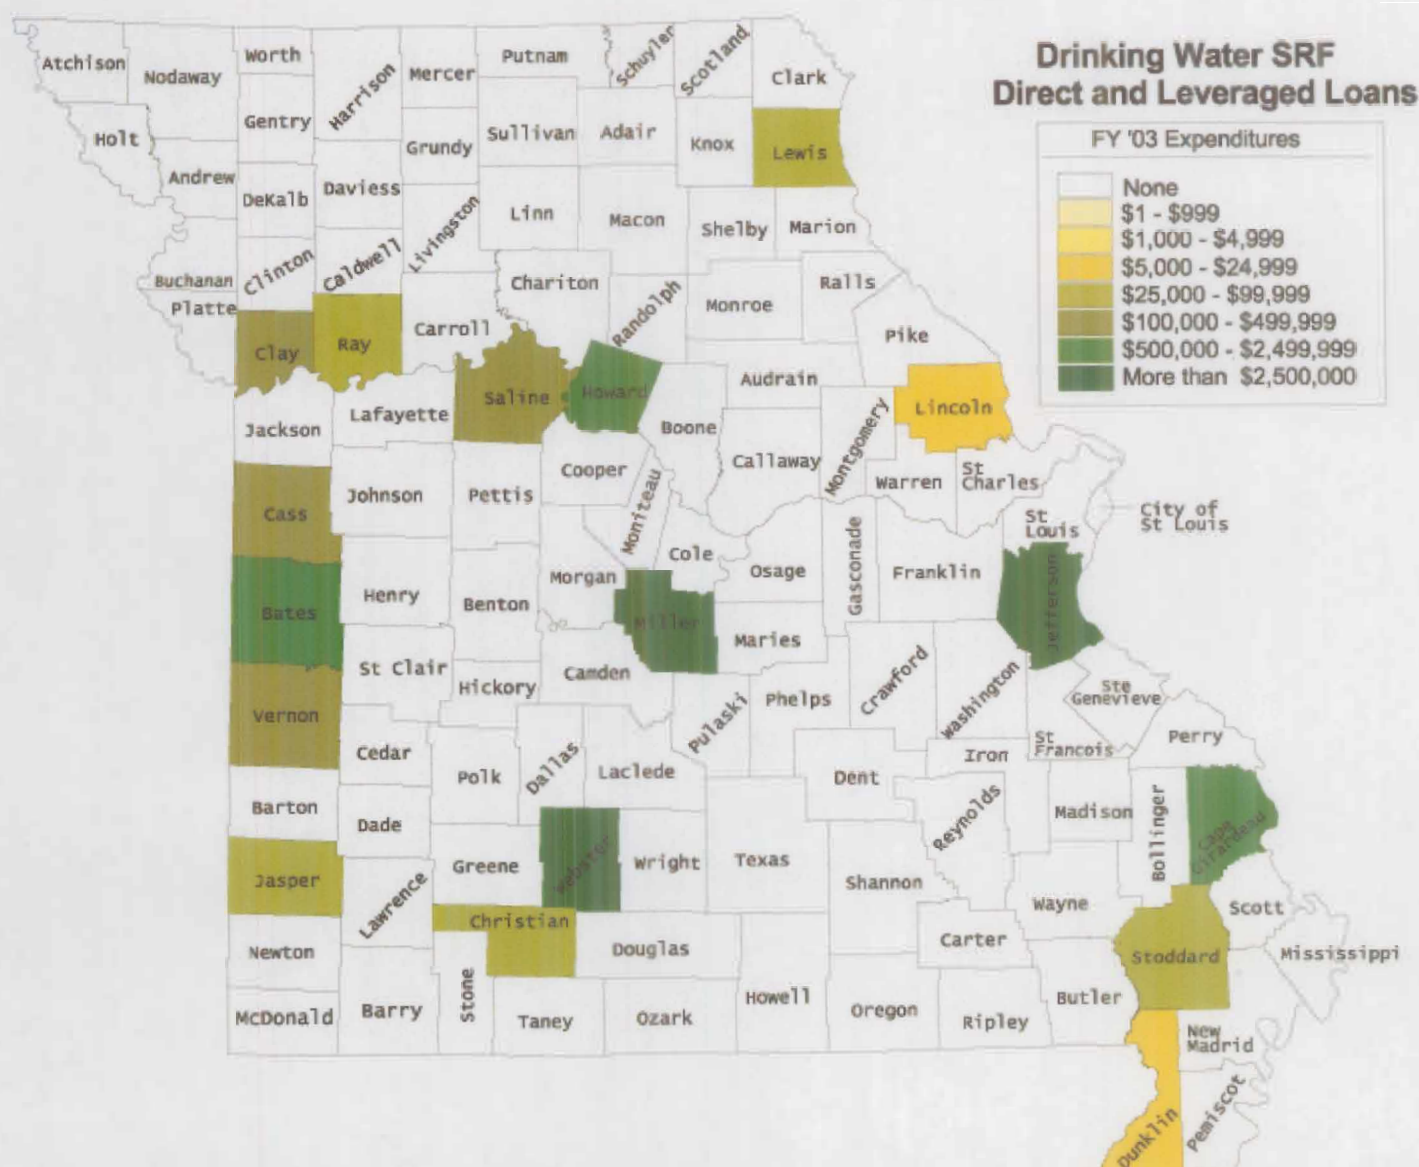 Drinking Water SRF
Direct and Leveraged Loans
FY '03 Expenditures
None
$1 - $999
$1,000 - $4,999
$5,000 - $24,999
$25,000 - $99,999
$100,000 - $499,999
$500,000 - $2,499,999
More than $2,500,000
Atchison
Nodaway
Worth
Harrison
Mercer
Putnam
Schuyler
Scotland
Clark
Holt
Gentry
Grundy
Sullivan
Adair
Knox
Lewis
Andrew
DeKalb
Daviess
Livingston
Linn
Macon
Shelby
Marion
Buchanan
Clinton
Caldwell
Chariton
Randolph
Monroe
Ralls
Platte
Clay
Ray
Carroll
Pike
Saline
Howard
Audrain
Lincoln
Jackson
Lafayette
Boone
Callaway
Montgomery
Warren
St
Charles
Cass
Johnson
Pettis
Cooper
Moniteau
Cole
Osage
Gasconade
Franklin
St
Louis
City of
St Louis
Bates
Henry
Benton
Morgan
Miller
Maries
Jefferson
St Clair
Hickory
Camden
Pulaski
Phelps
Crawford
Washington
Ste
Genevieve
Vernon
Cedar
Polk
Dallas
Laclede
Dent
Iron
St
Francois
Perry
Barton
Dade
Greene
Webster
Wright
Texas
Reynolds
Madison
Bollinger
Cape
Girardeau
Jasper
Lawrence
Christian
Douglas
Shannon
Wayne
Scott
Newton
Carter
Stoddard
Mississippi
McDonald
Barry
Stone
Taney
Ozark
Howell
Oregon
Ripley
Butler
New
Madrid
Dunklin
Pemiscot